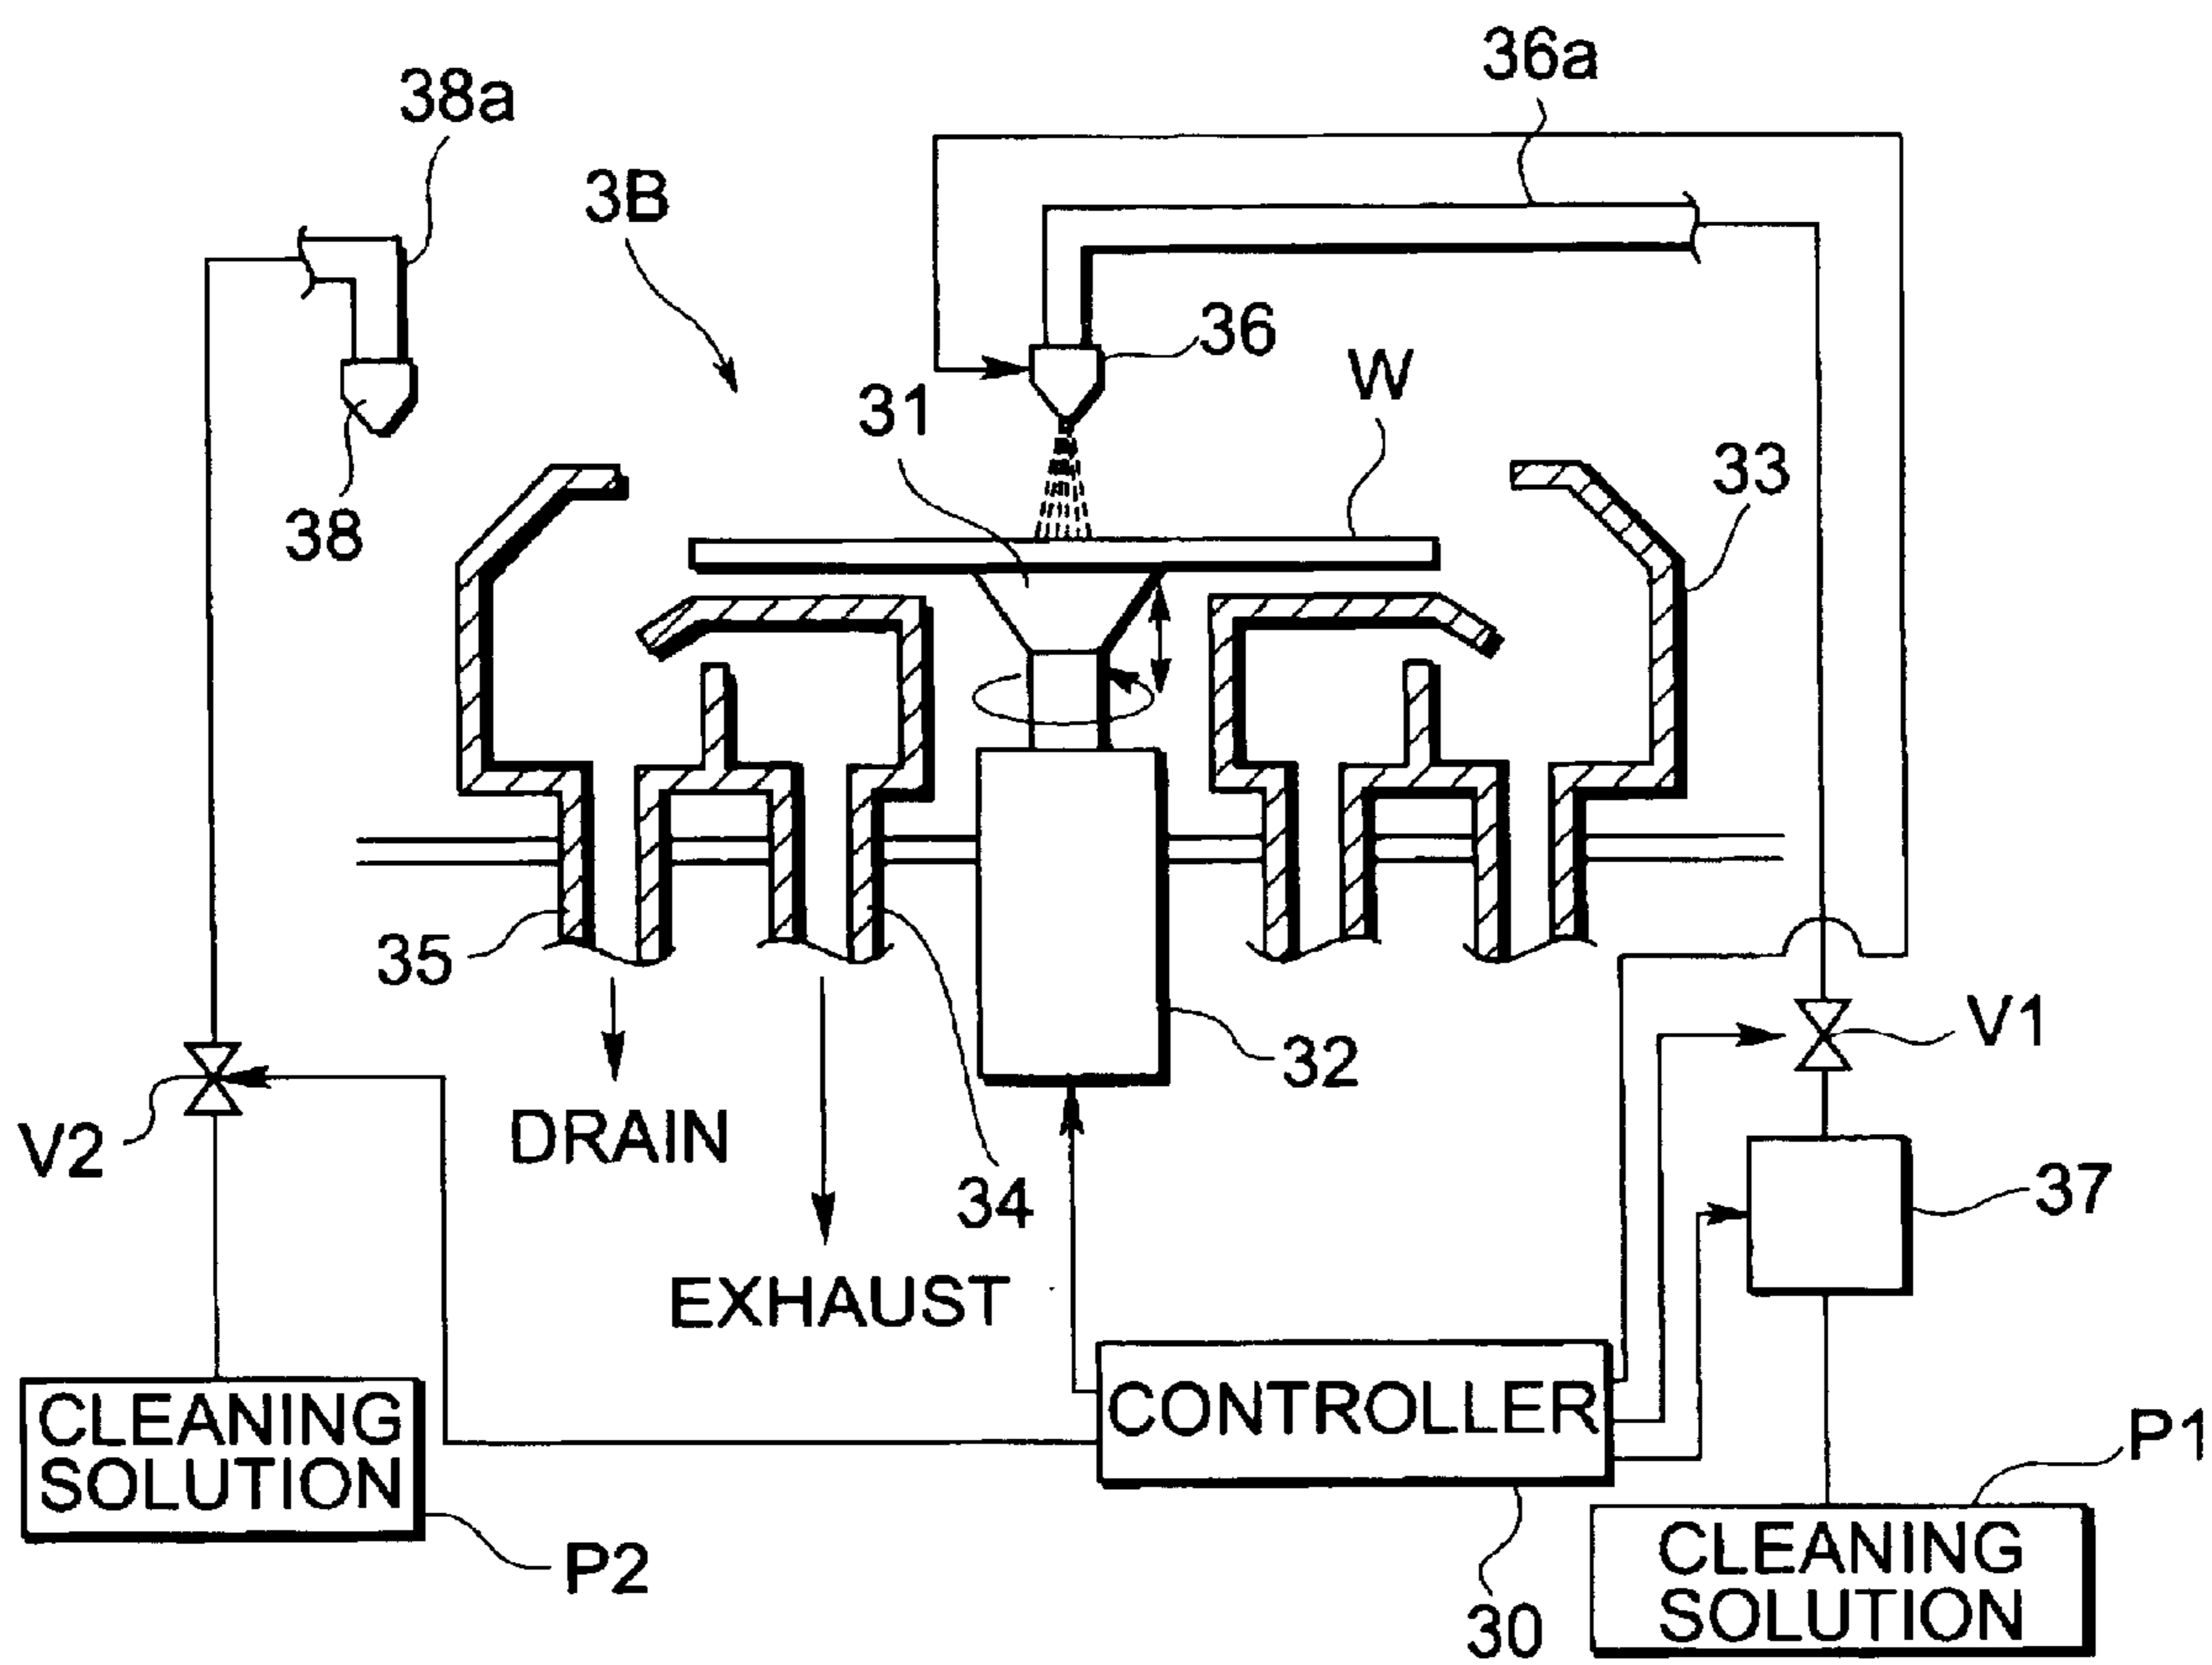 36a
38a
3B
36
W
31
33
38
35
32
V1
V2
DRAIN
34
37
EXHAUST
CLEANING
SOLUTION
CONTROLLER
P1
P2
CLEANING
SOLUTION
30